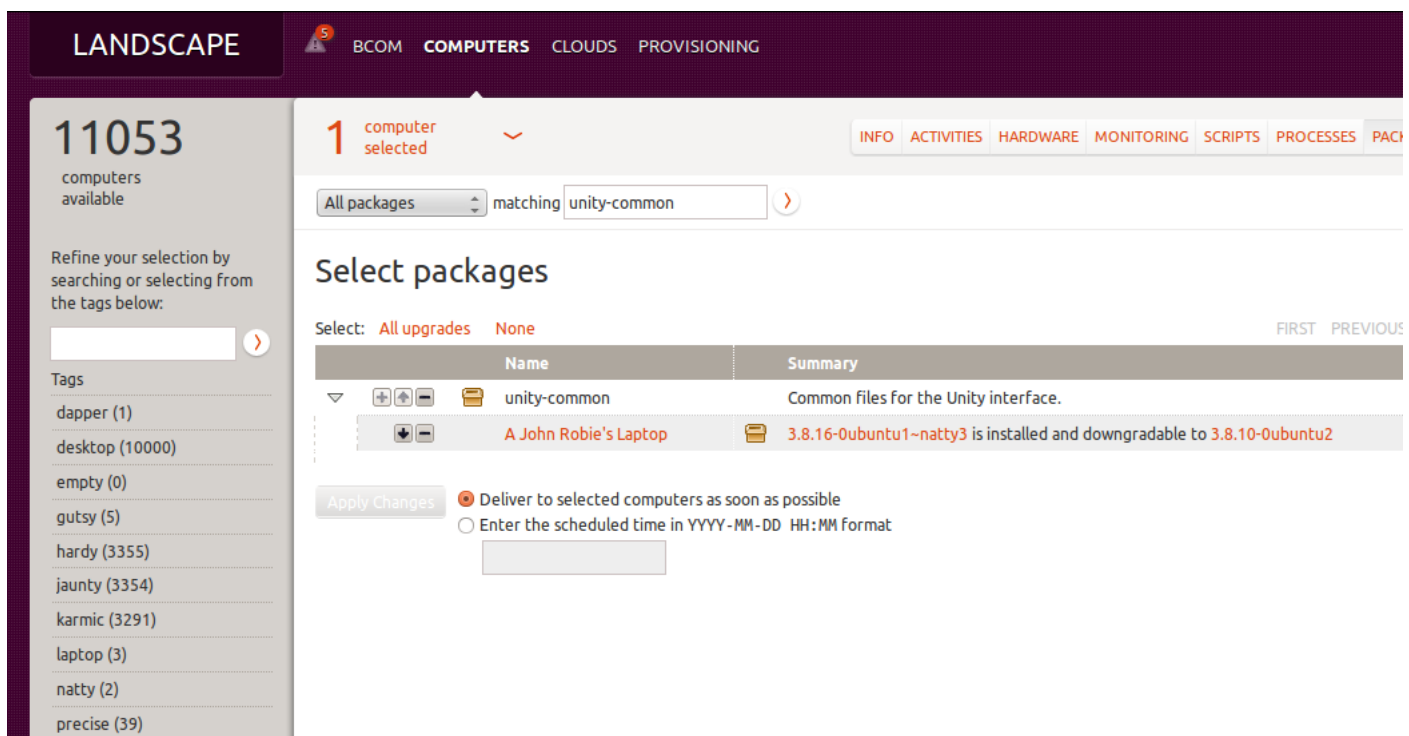 LANDSCAPE
5
BCOM COMPUTERS CLOUDS PROVISIONING
11053
computers
available
Refine your selection by
searching or selecting from
the tags below:
Tags
dapper (1)
desktop (10000)
empty (0)
gutsy (5)
hardy (3355)
jaunty (3354)
karmic (3291)
laptop (3)
natty (2)
precise (39)
1 computer
selected
INFO ACTIVITIES HARDWARE MONITORING SCRIPTS PROCESSES PACK
All packages matching unity-common
Select packages
Select: All upgrades None FIRST PREVIOUS
Name Summary
unity-common Common files for the Unity interface.
A John Robie's Laptop 3.8.16-0ubuntu1~natty3 is installed and downgradable to 3.8.10-0ubuntu2
Apply Changes
Deliver to selected computers as soon as possible
Enter the scheduled time in YYYY-MM-DD HH:MM format